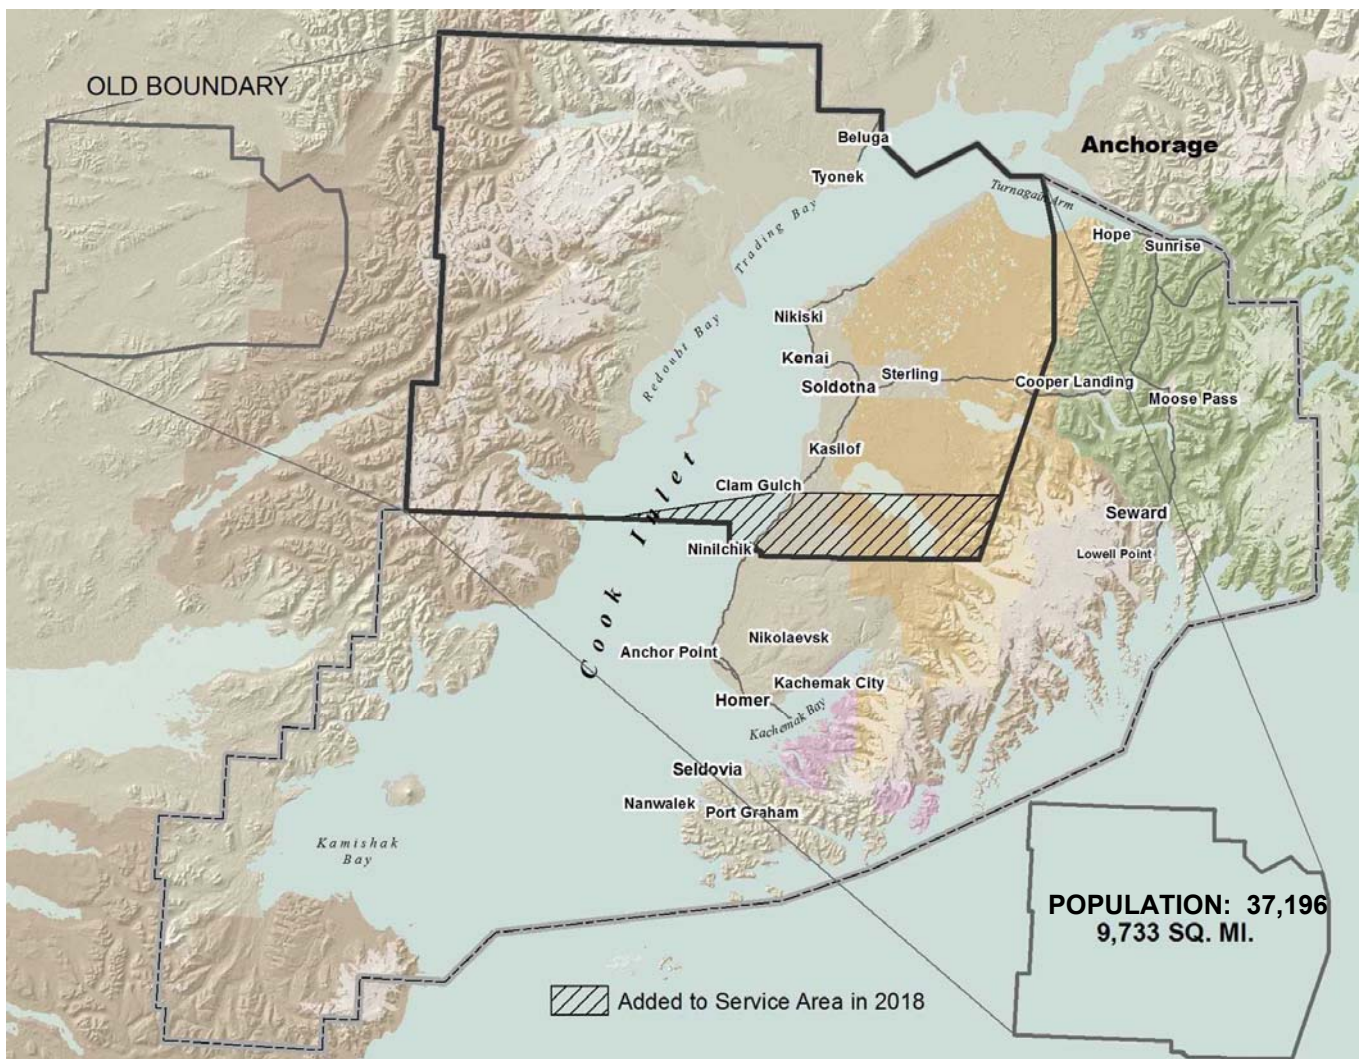 OLD BOUNDARY
Beluga
Anchorage
Tyonek
Turnagain Arm
Trading Bay
Hope
Sunrise
Nikiski
Redoubt Bay
Kenai
Sterling
Soldotna
Cooper Landing
Moose Pass
Kasilof
Clam Gulch
Cook Inlet
Seward
Ninilchik
Lowell Point
Nikolaevsk
Anchor Point
Kachemak City
Homer
Kachemak Bay
Seldovia
Nanwalek
Port Graham
Kamishak
Bay
POPULATION: 37,196
9,733 SQ. MI.
Added to Service Area in 2018